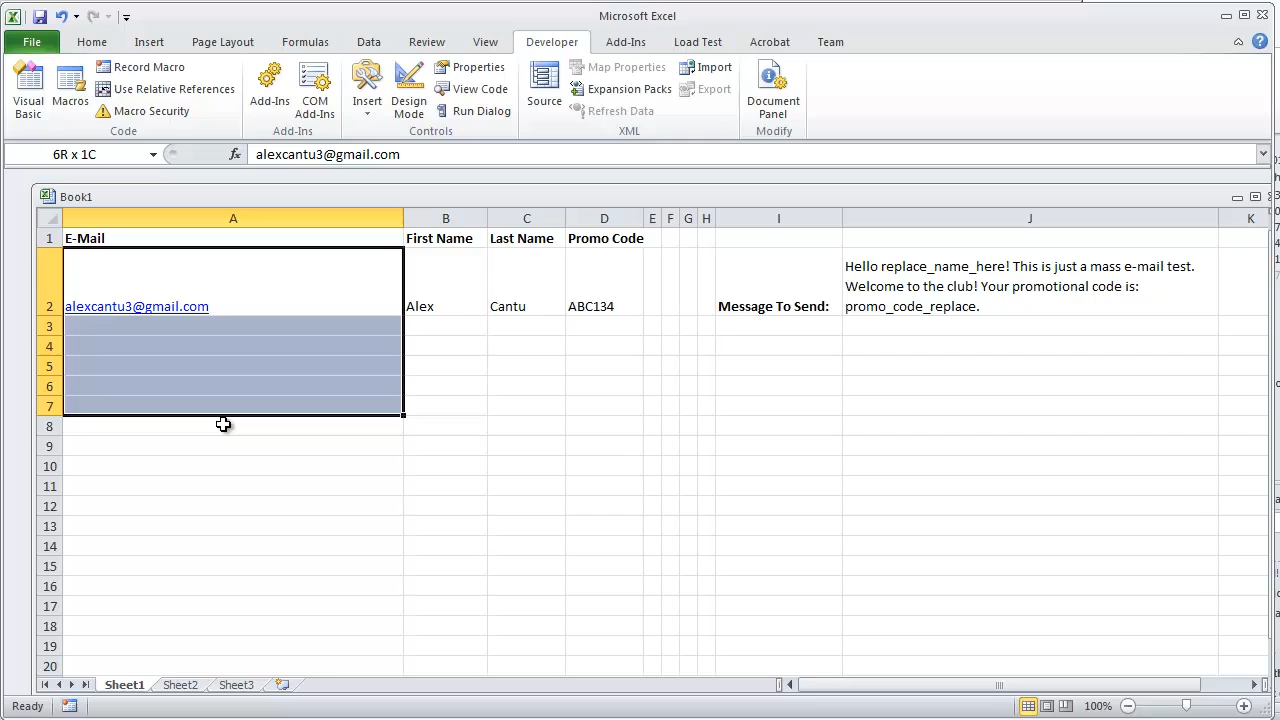 Microsoft Excel
File Home Insert Page Layout Formulas Data Review View Developer Add-Ins Load Test Acrobat Team
Visual Basic
Macros
Record Macro
Use Relative References
Macro Security
Code
Add-Ins
COM Add-Ins
Add-Ins
Insert
Design Mode
Properties
View Code
Run Dialog
Controls
Source
Map Properties
Expansion Packs
Refresh Data
Import
Export
XML
Document Panel
Modify
6R x 1C fx alexcantu3@gmail.com
Book1
A B C D E F G H I J K
1 E-Mail First Name Last Name Promo Code
Hello replace_name_here! This is just a mass e-mail test.
Welcome to the club! Your promotional code is:
2 alexcantu3@gmail.com Alex Cantu ABC134 Message To Send: promo_code_replace.
3
4
5
6
7
8
9
10
11
12
13
14
15
16
17
18
19
20
Sheet1 Sheet2 Sheet3
Ready 100%